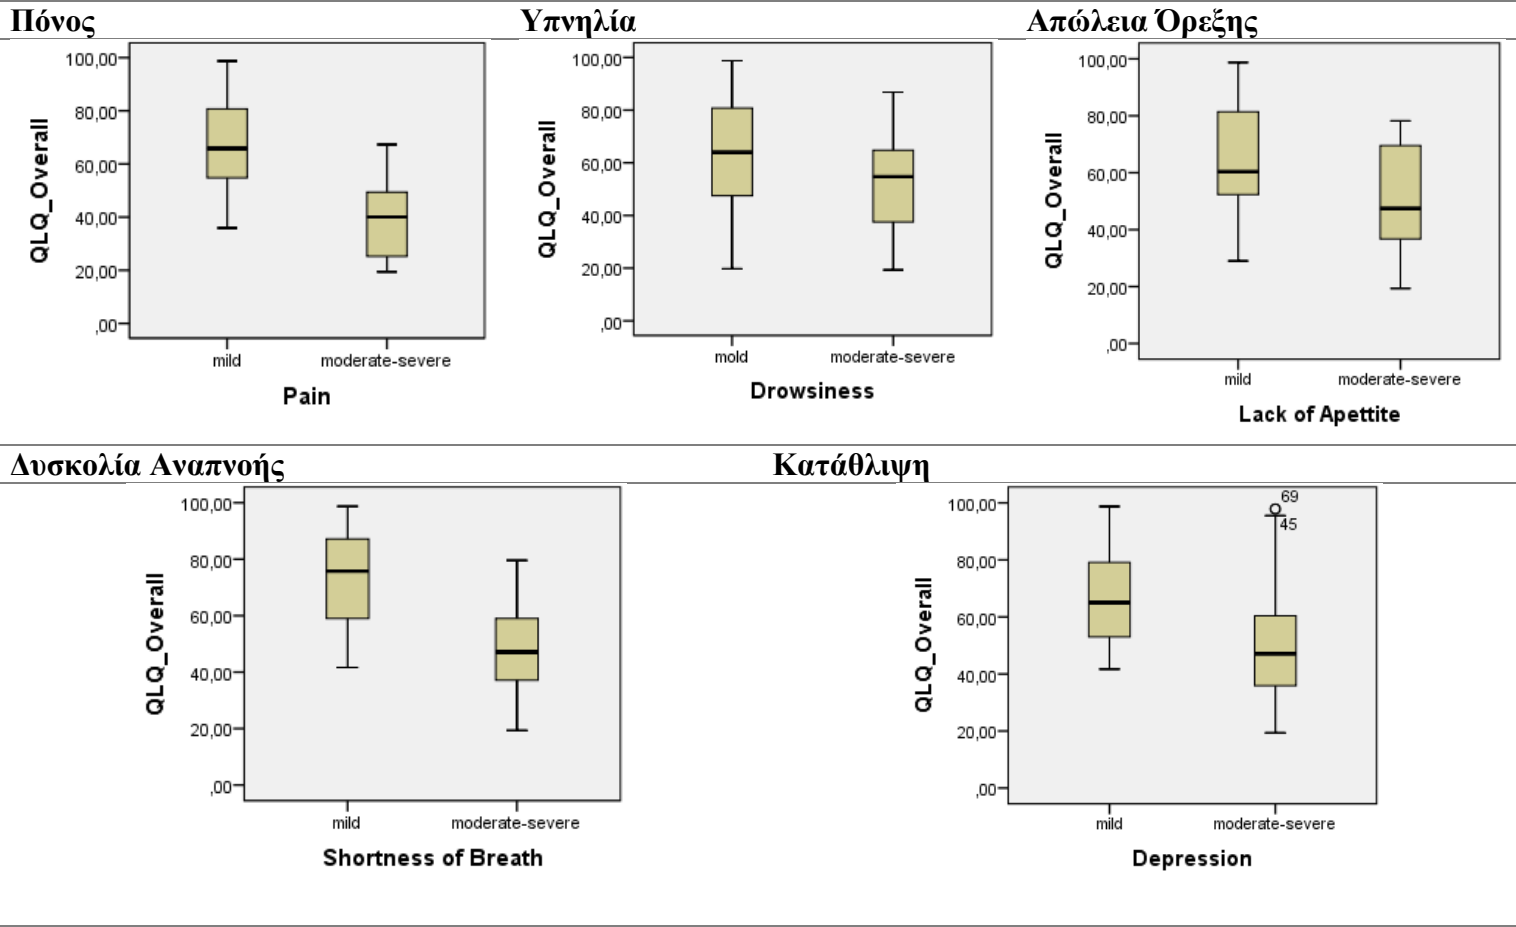 Πόνος Υπνηλία Απώλεια Όρεξης
100,00
80,00
60,00
40,00
20,00
,00
QLQ_Overall
mild moderate-severe
Pain
100,00
80,00
60,00
40,00
20,00
,00
QLQ_Overall
mold moderate-severe
Drowsiness
100,00
80,00
60,00
40,00
20,00
,00
QLQ_Overall
mild moderate-severe
Lack of Apettite
Δυσκολία Αναπνοής Κατάθλιψη
100,00
80,00
60,00
40,00
20,00
,00
QLQ_Overall
mild moderate-severe
Shortness of Breath
100,00
80,00
60,00
40,00
20,00
,00
QLQ_Overall
69
45
mild moderate-severe
Depression